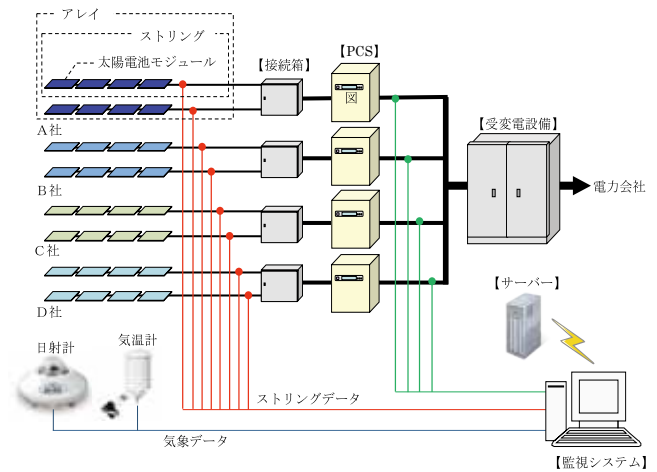 アレイ
ストリング
太陽電池モジュール
【接続箱】
【PCS】
図
【受変電設備】
A社
B社
電力会社
C社
D社
【サーバー】
日射計
気温計
ストリングデータ
気象データ
【監視システム】